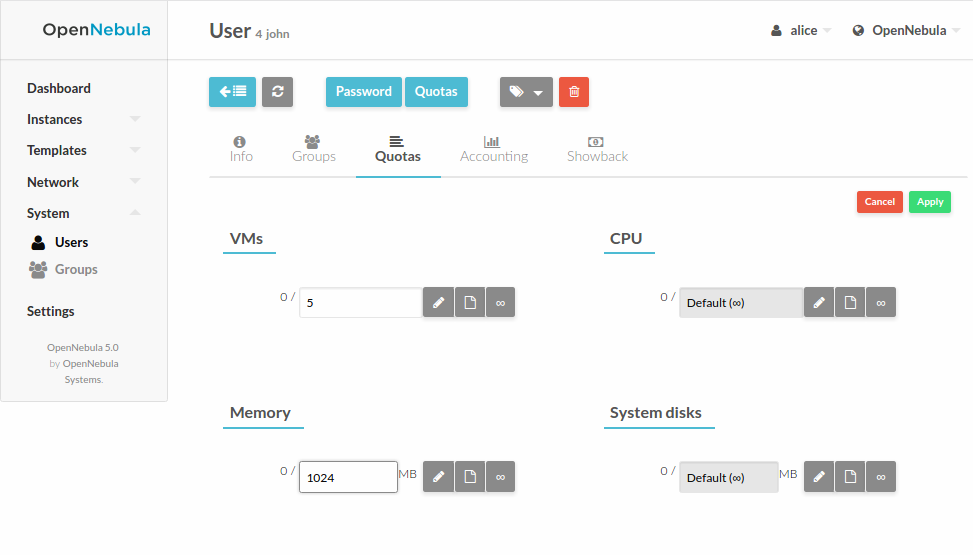 OpenNebula
User 4 john
alice
OpenNebula
Dashboard
Instances
Templates
Network
System
Users
Groups
Settings
OpenNebula 5.0
by OpenNebula
Systems.
Password
Quotas
Info
Groups
Quotas
Accounting
Showback
Cancel
Apply
VMs
0 / 5 ∞
CPU
0 / Default (∞) ∞
Memory
0 / 1024 MB ∞
System disks
0 / Default (∞) MB ∞